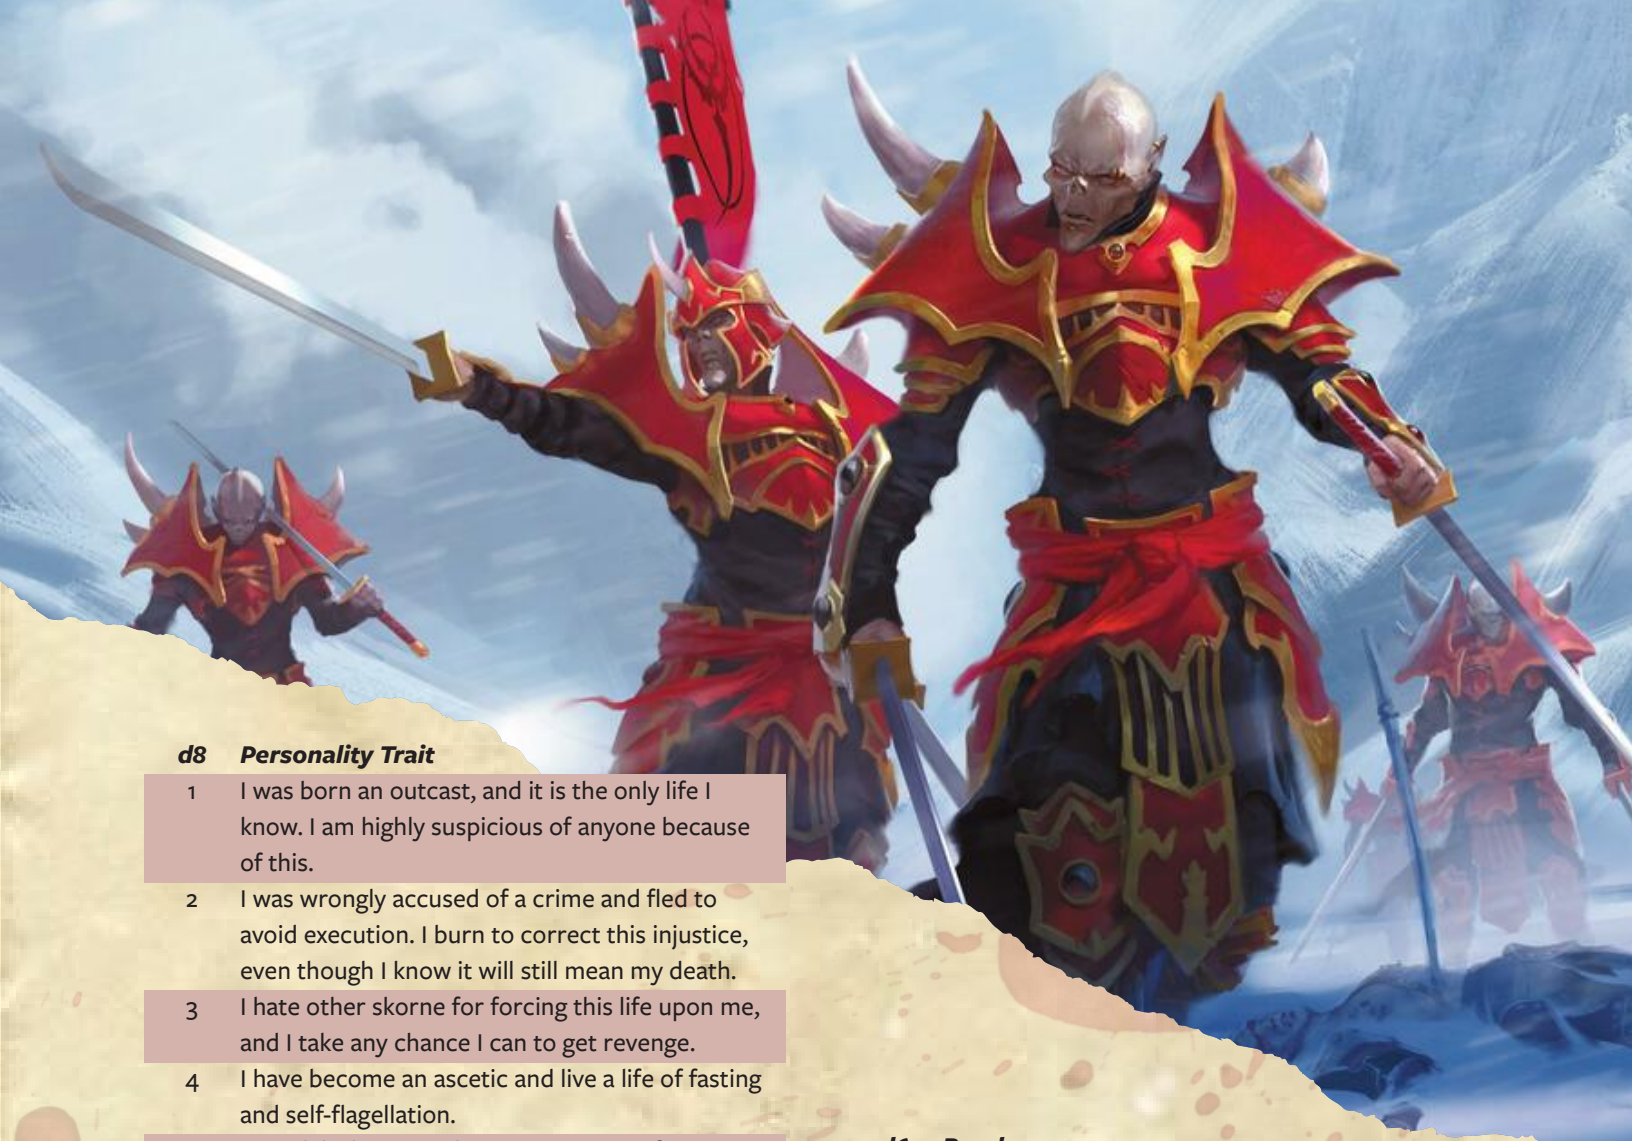 d8 Personality Trait
1 I was born an outcast, and it is the only life I
know. I am highly suspicious of anyone because
of this.
2 I was wrongly accused of a crime and fled to
avoid execution. I burn to correct this injustice,
even though I know it will still mean my death.
3 I hate other skorne for forcing this life upon me,
and I take any chance I can to get revenge.
4 I have become an ascetic and live a life of fasting
and self-flagellation.